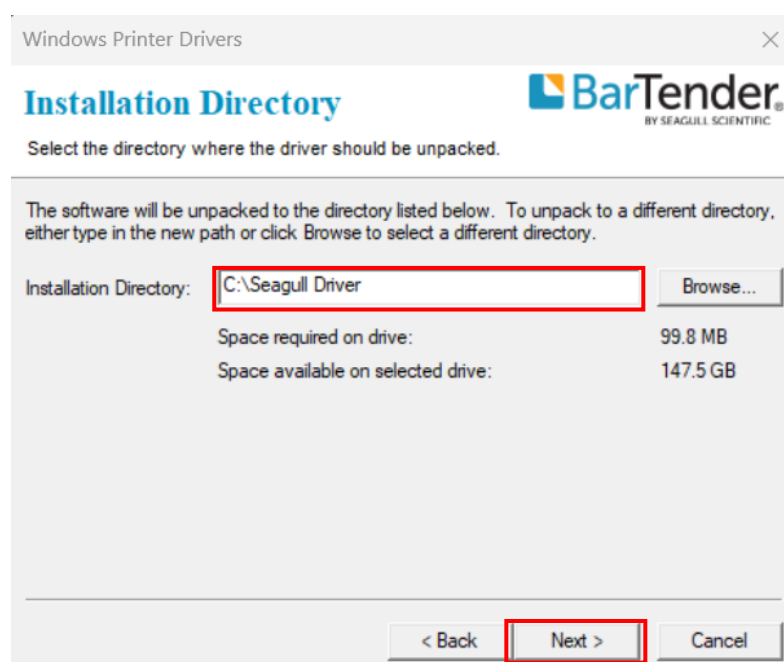 Windows Printer Drivers
Installation Directory
BarTender®
BY SEAGULL SCIENTIFIC
Select the directory where the driver should be unpacked.
The software will be unpacked to the directory listed below. To unpack to a different directory,
either type in the new path or click Browse to select a different directory.
Installation Directory: C:\Seagull Driver Browse...
Space required on drive: 99.8 MB
Space available on selected drive: 147.5 GB
< Back Next > Cancel